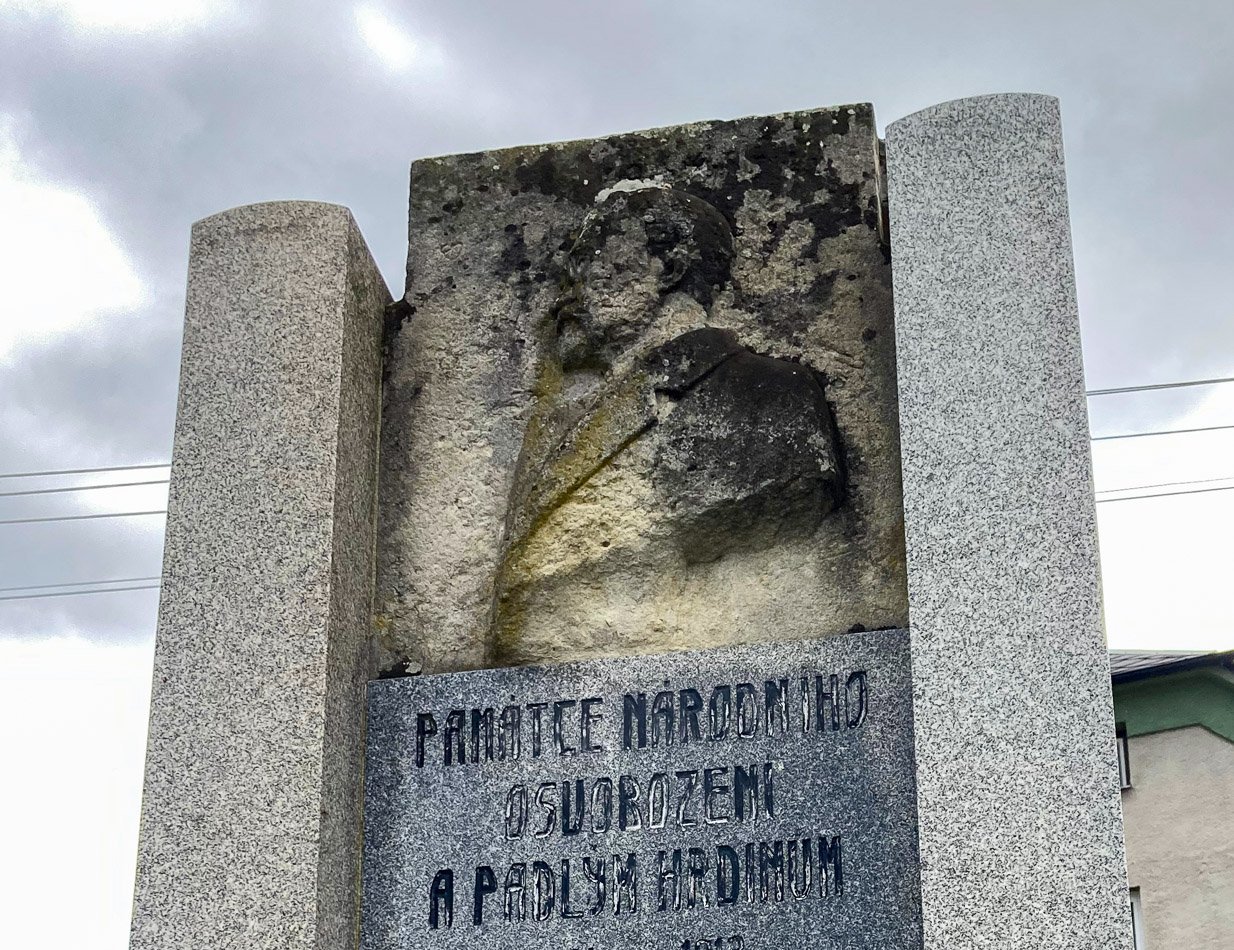 PAMÁTCE NÁRODNÍHO
OSVOBOZENÍ
A PADLÝM HRDINŮM